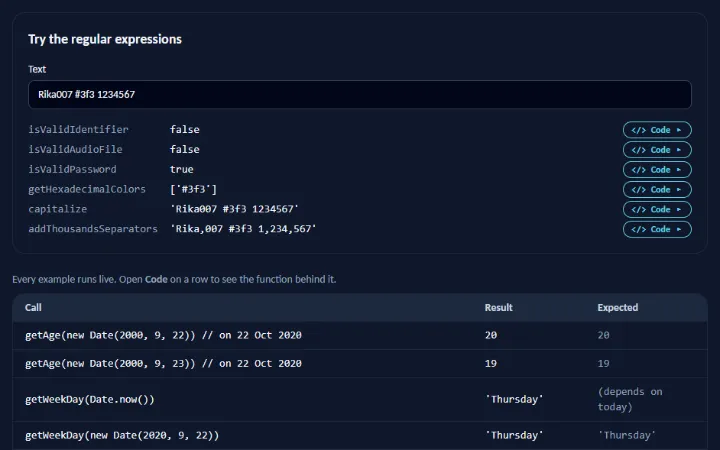 Try the regular expressions
Text
Rika007 #3f3 1234567
isValidIdentifier false </> Code ▸
isValidAudioFile false </> Code ▸
isValidPassword true </> Code ▸
getHexadecimalColors ['#3f3'] </> Code ▸
capitalize 'Rika007 #3f3 1234567' </> Code ▸
addThousandsSeparators 'Rika,007 #3f3 1,234,567' </> Code ▸
Every example runs live. Open Code on a row to see the function behind it.
Call Result Expected
getAge(new Date(2000, 9, 22)) // on 22 Oct 2020 20 20
getAge(new Date(2000, 9, 23)) // on 22 Oct 2020 19 19
getWeekDay(Date.now()) 'Thursday' (depends on
today)
getWeekDay(new Date(2020, 9, 22)) 'Thursday' 'Thursday'